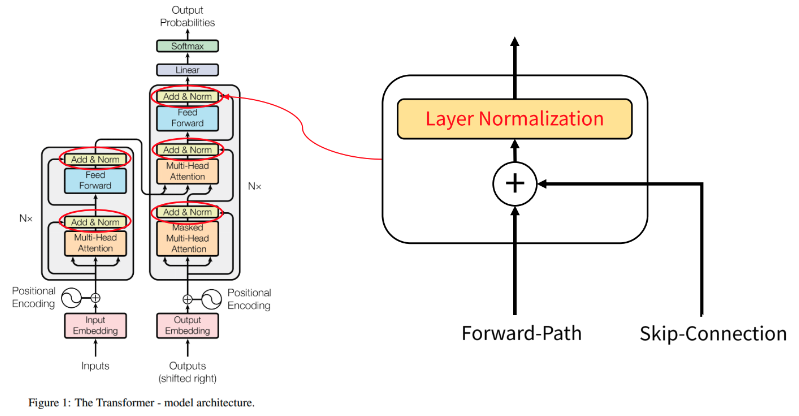 Output
Probabilities
Softmax
Linear
Add & Norm
Feed
Forward
Add & Norm
Multi-Head
Attention
Add & Norm
Masked
Multi-Head
Attention
Nx
Add & Norm
Feed
Forward
Add & Norm
Multi-Head
Attention
Nx
Positional
Encoding
Positional
Encoding
Input
Embedding
Output
Embedding
Inputs
Outputs
(shifted right)
Figure 1: The Transformer - model architecture.
Layer Normalization
+
Forward-Path
Skip-Connection